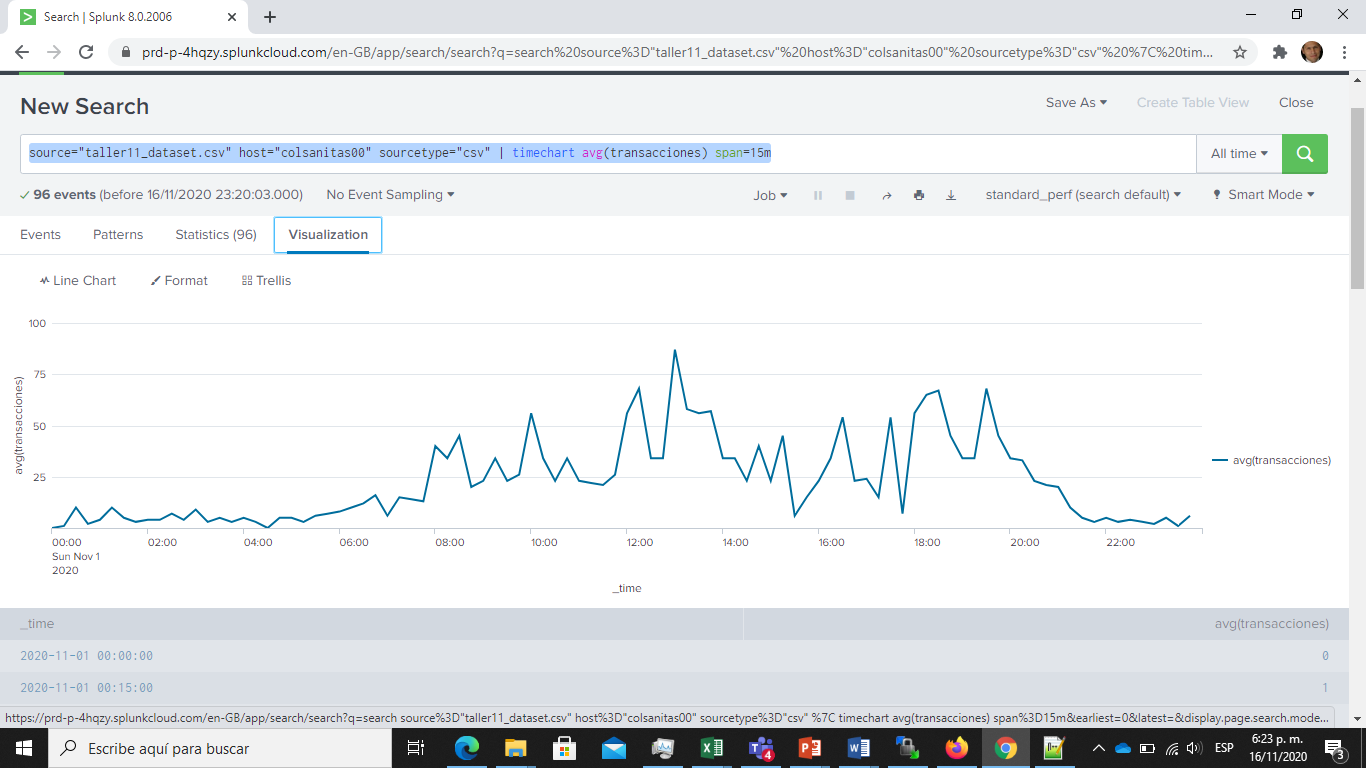 Search | Splunk 8.0.2006
prd-p-4hqzy.splunkcloud.com/en-GB/app/search/search?q=search%20source%3D"taller11_dataset.csv"%20host%3D"colsanitas00"%20sourcetype%3D"csv"%20%7C%20tim...
New Search
Save As
Create Table View
Close
source="taller11_dataset.csv" host="colsanitas00" sourcetype="csv" | timechart avg(transacciones) span=15m
All time
96 events (before 16/11/2020 23:20:03.000)
No Event Sampling
Job
standard_perf (search default)
Smart Mode
Events
Patterns
Statistics (96)
Visualization
Line Chart
Format
Trellis
100
75
50
25
avg(transacciones)
avg(transacciones)
00:00 02:00 04:00 06:00 08:00 10:00 12:00 14:00 16:00 18:00 20:00 22:00
Sun Nov 1
2020
_time
_time avg(transacciones)
2020-11-01 00:00:00 0
2020-11-01 00:15:00 1
https://prd-p-4hqzy.splunkcloud.com/en-GB/app/search/search?q=search source%3D"taller11_dataset.csv" host%3D"colsanitas00" sourcetype%3D"csv" %7C timechart avg(transacciones) span%3D15m&earliest=0&latest=&display.page.search.mode...
Escribe aquí para buscar
4
ESP
6:23 p. m.
16/11/2020
3